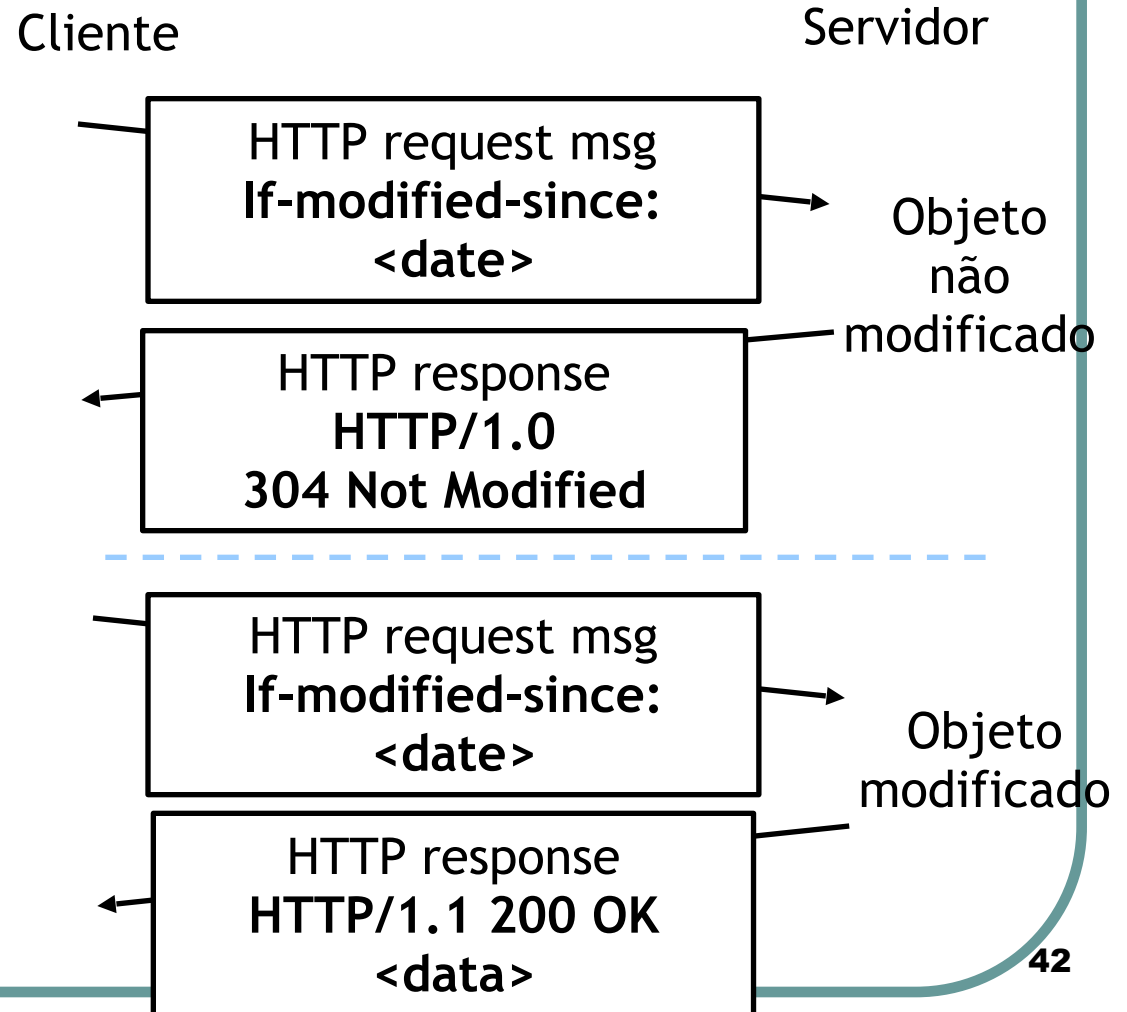 Cliente
Servidor
HTTP request msg
If-modified-since:
<date>
Objeto
não
modificado
HTTP response
HTTP/1.0
304 Not Modified
HTTP request msg
If-modified-since:
<date>
Objeto
modificado
HTTP response
HTTP/1.1 200 OK
<data>
42